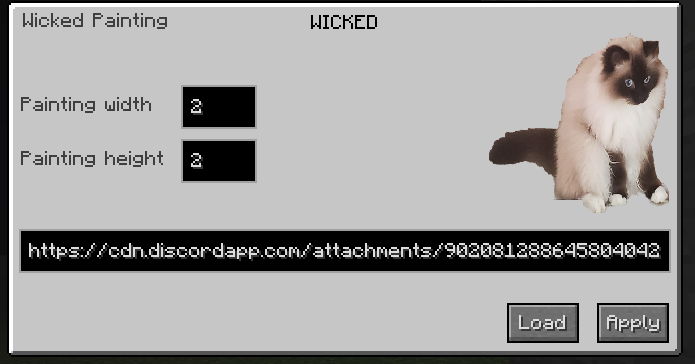 Wicked Painting
WICKED
Painting width
2
Painting height
2
https://cdn.discordapp.com/attachments/902081288645804042
Load
Apply